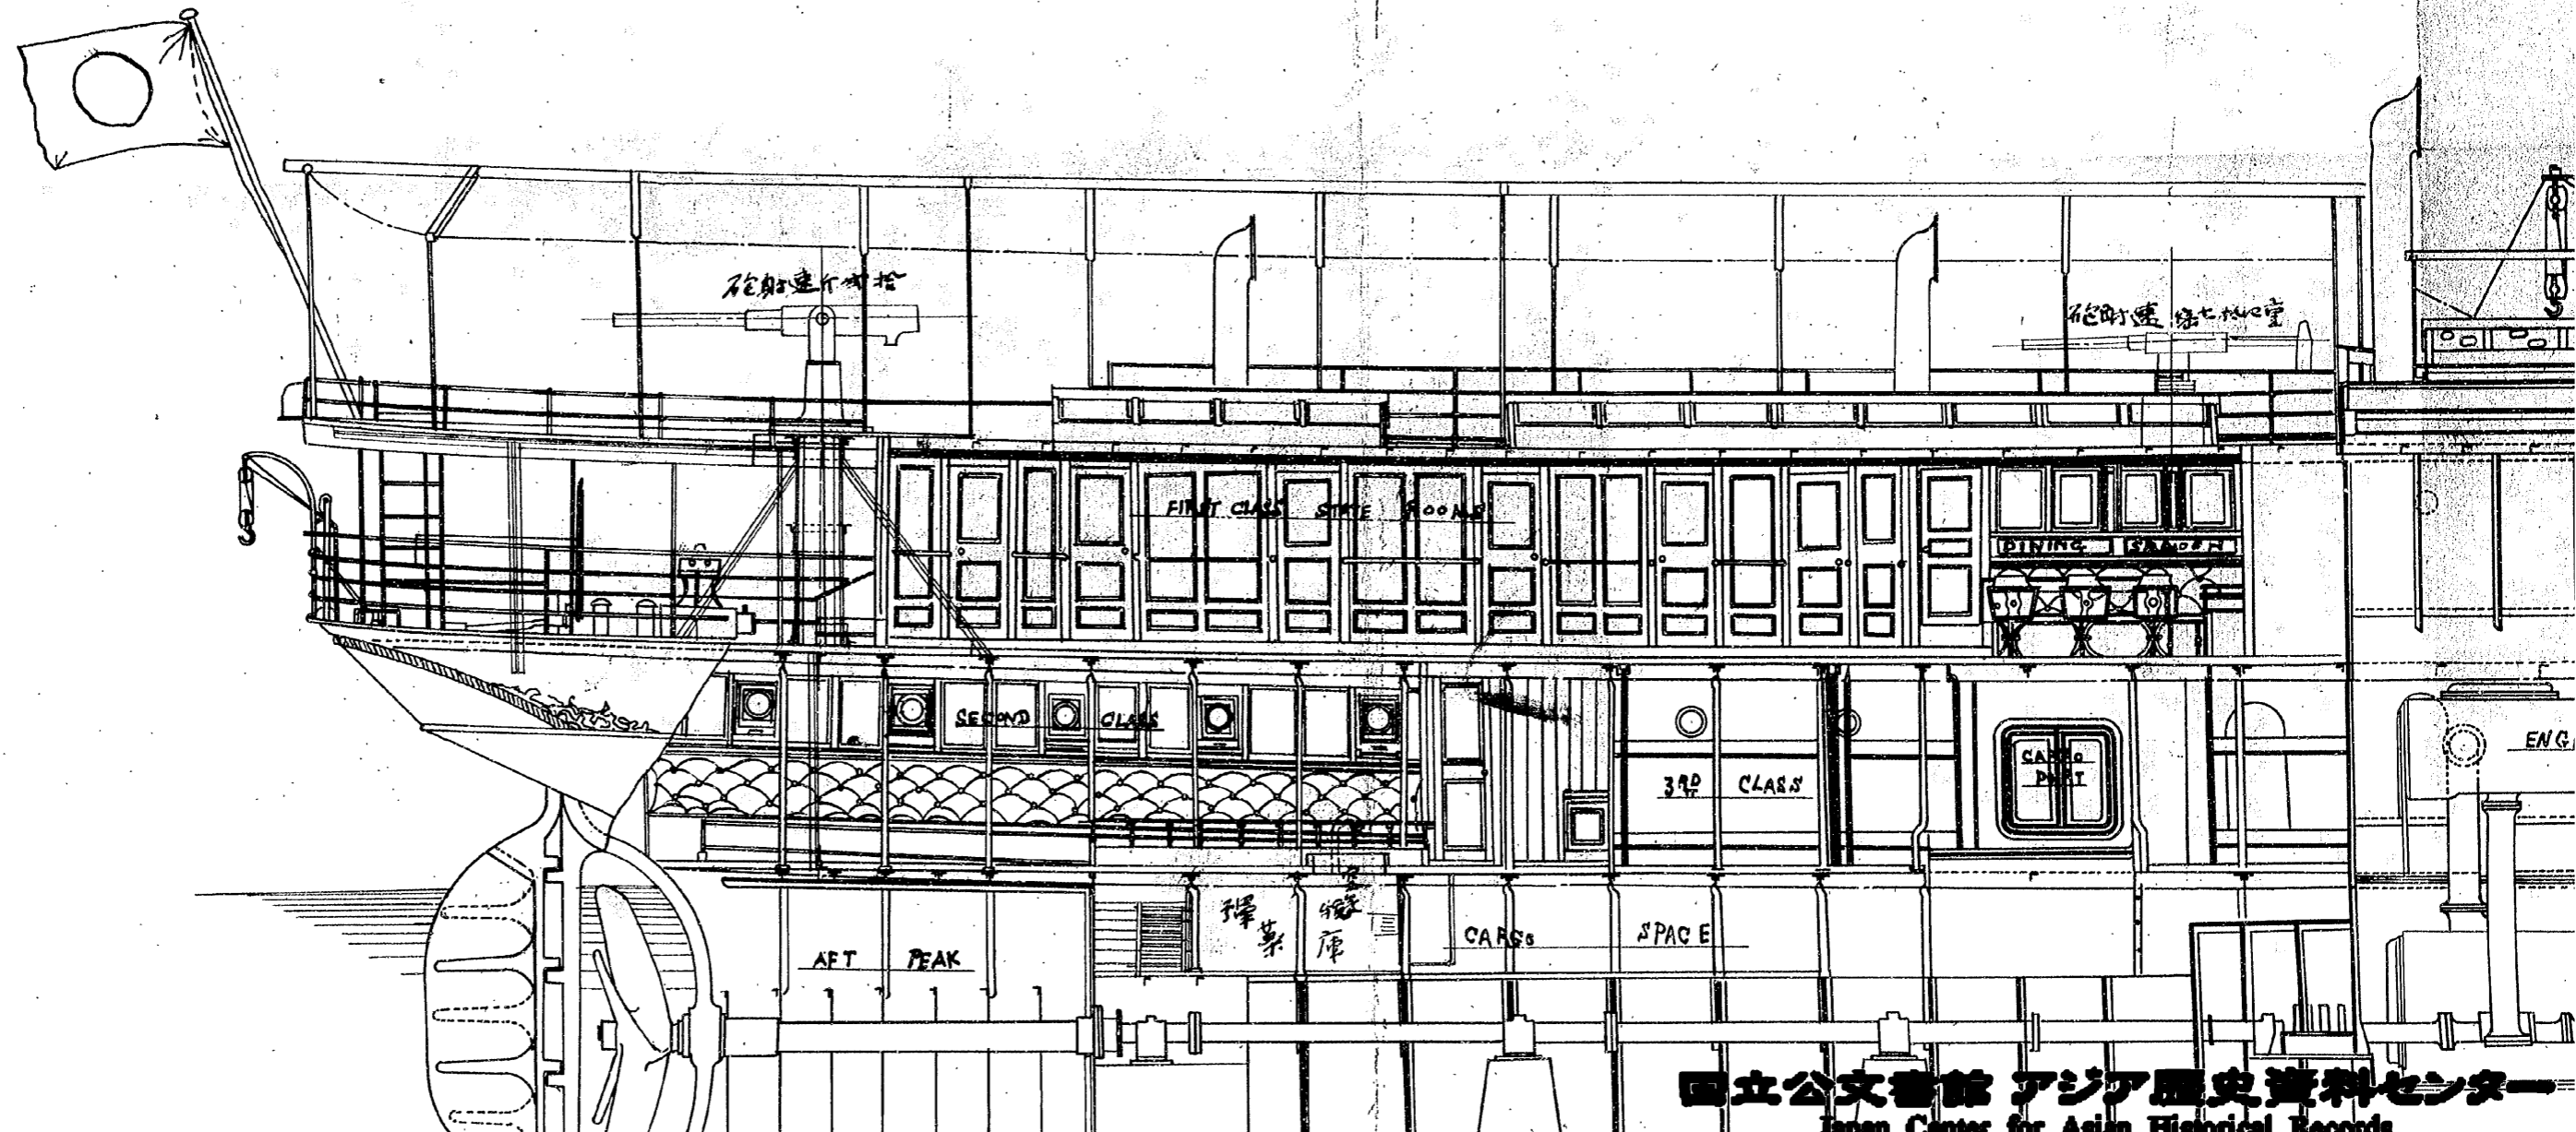 砲射速斤弐拾
砲射速
FIRST CLASS STATE ROOMS
DINING SALOON
SECOND CLASS
3RD CLASS
CARGO
PORT
ENG
彈藥
庫
AFT PEAK
CARGO SPACE
国立公文書館 アジア歴史資料センター
Japan Center for Asian Historical Records